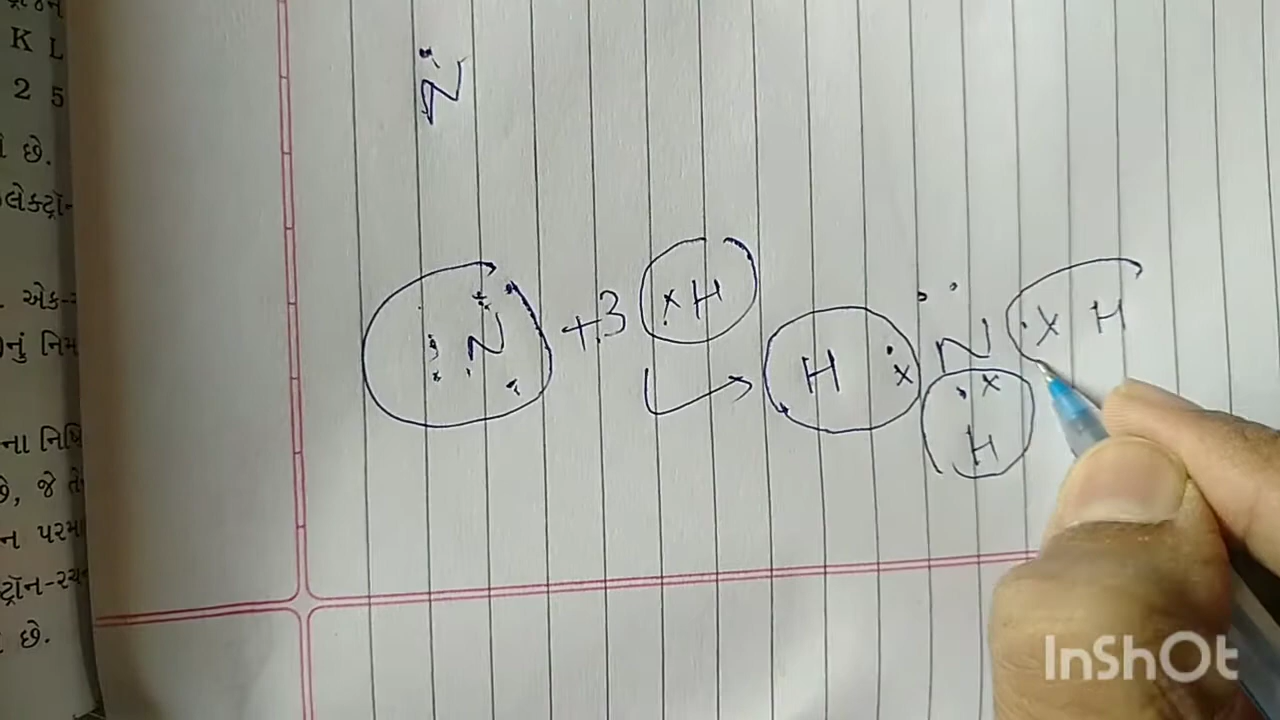 K L
2 5
છે.
લેક્ટ્રૉ-
એક-
નું નિમ
ના નિશ્ચિ
છે, જે તે
ન પરમા
ટ્રૉન-રચ
છે.
N
N + 3 x H
H x N x H
x
H
InShOt